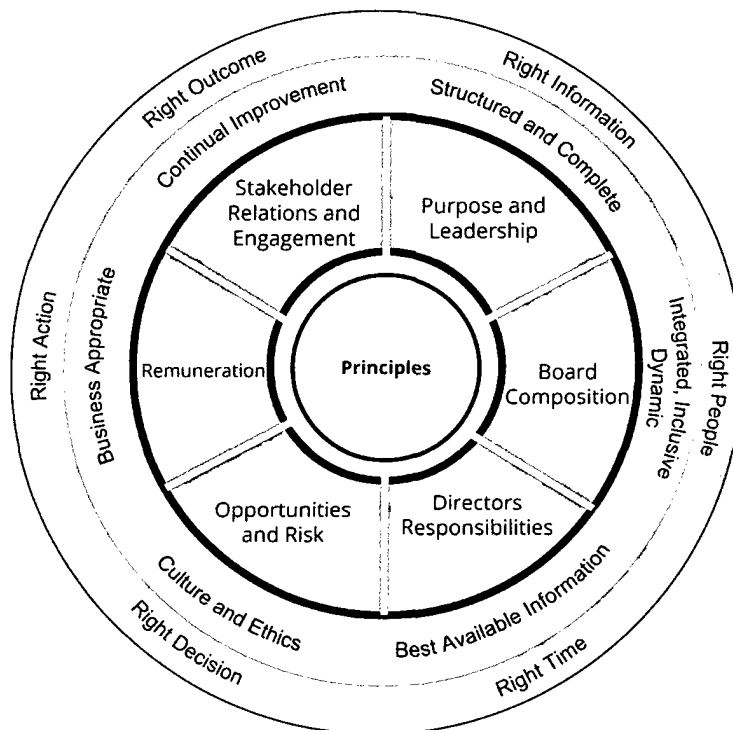 Right Outcome
Right Information
Continual Improvement
Structured and Complete
Stakeholder
Relations and
Engagement
Purpose and
Leadership
Right Action
Business Appropriate
Remuneration
Principles
Board
Composition
Integrated, Inclusive
Dynamic
Right People
Opportunities
and Risk
Directors
Responsibilities
Culture and Ethics
Best Available Information
Right Decision
Right Time